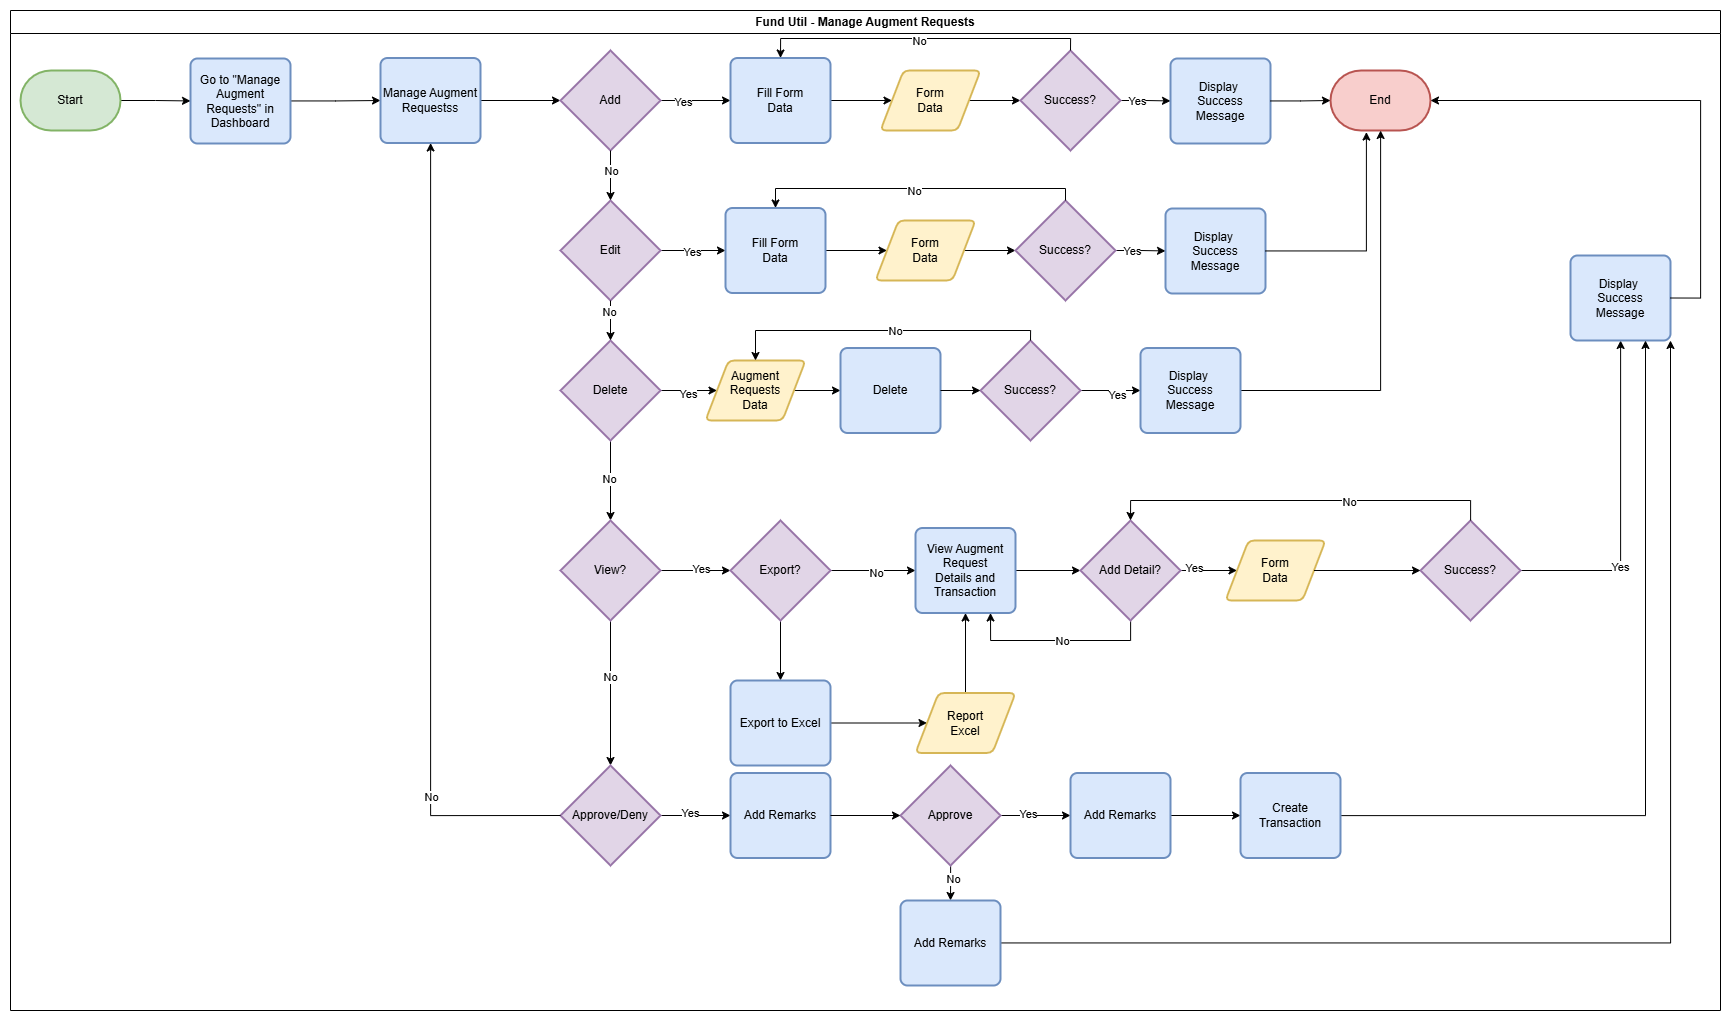 Fund Util - Manage Augment Requests
No
Start
Go to "Manage
Augment
Requests" in
Dashboard
Manage Augment
Requestss
Add
Yes
Fill Form
Data
Form
Data
Success?
Yes
Display
Success
Message
End
No
No
Edit
Yes
Fill Form
Data
Form
Data
Success?
Yes
Display
Success
Message
Display
Success
Message
No
No
Delete
Yes
Augment
Requests
Data
Delete
Success?
Yes
Display
Success
Message
No
No
View?
Yes
Export?
No
View Augment
Request
Details and
Transaction
Add Detail?
Yes
Form
Data
Success?
Yes
No
No
Export to Excel
Report
Excel
No
Approve/Deny
Yes
Add Remarks
Approve
Yes
Add Remarks
Create
Transaction
No
Add Remarks